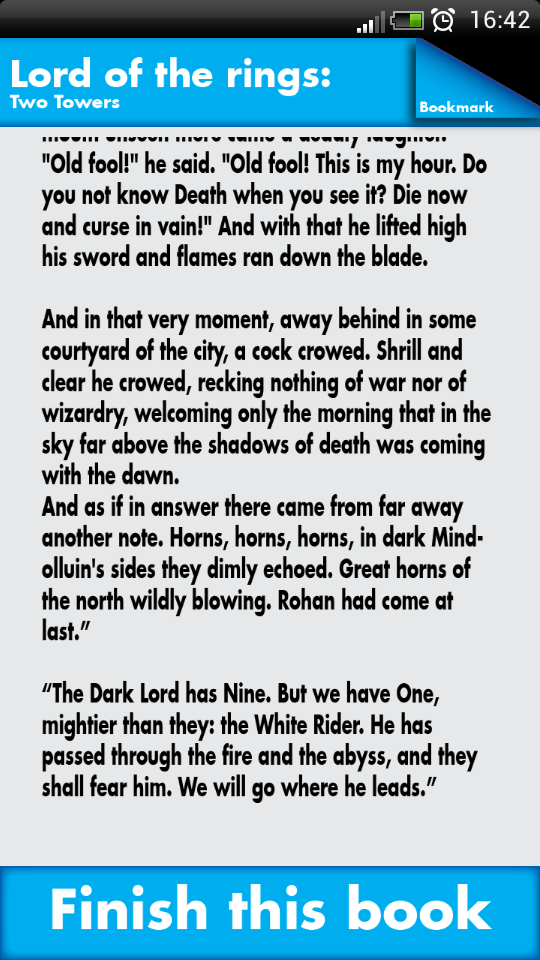 16:42
Lord of the rings:
Two Towers
Bookmark
"Old fool!" he said. "Old fool! This is my hour. Do
you not know Death when you see it? Die now
and curse in vain!" And with that he lifted high
his sword and flames ran down the blade.
And in that very moment, away behind in some
courtyard of the city, a cock crowed. Shrill and
clear he crowed, recking nothing of war nor of
wizardry, welcoming only the morning that in the
sky far above the shadows of death was coming
with the dawn.
And as if in answer there came from far away
another note. Horns, horns, horns, in dark Mind-
olluin's sides they dimly echoed. Great horns of
the north wildly blowing. Rohan had come at
last.”
“The Dark Lord has Nine. But we have One,
mightier than they: the White Rider. He has
passed through the fire and the abyss, and they
shall fear him. We will go where he leads.”
Finish this book